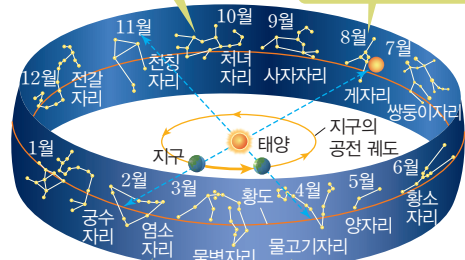 11월
10월
9월
8월
7월
12월
천칭
자리
처녀
자리
사자자리
게자리
쌍둥이자리
전갈
자리
태양
지구의
공전 궤도
지구
1월
2월
3월
황도
4월
5월
6월
궁수
자리
염소
자리
물병자리
물고기자리
양자리
황소
자리